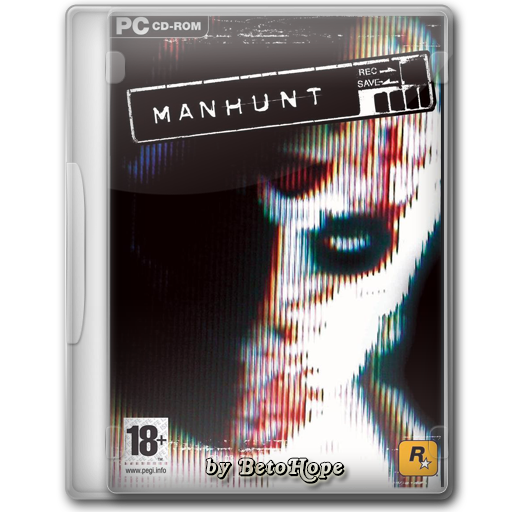 PC CD-ROM
REC
SAVE
MANHUNT
18+
www.pegi.info
R
by BetoHope